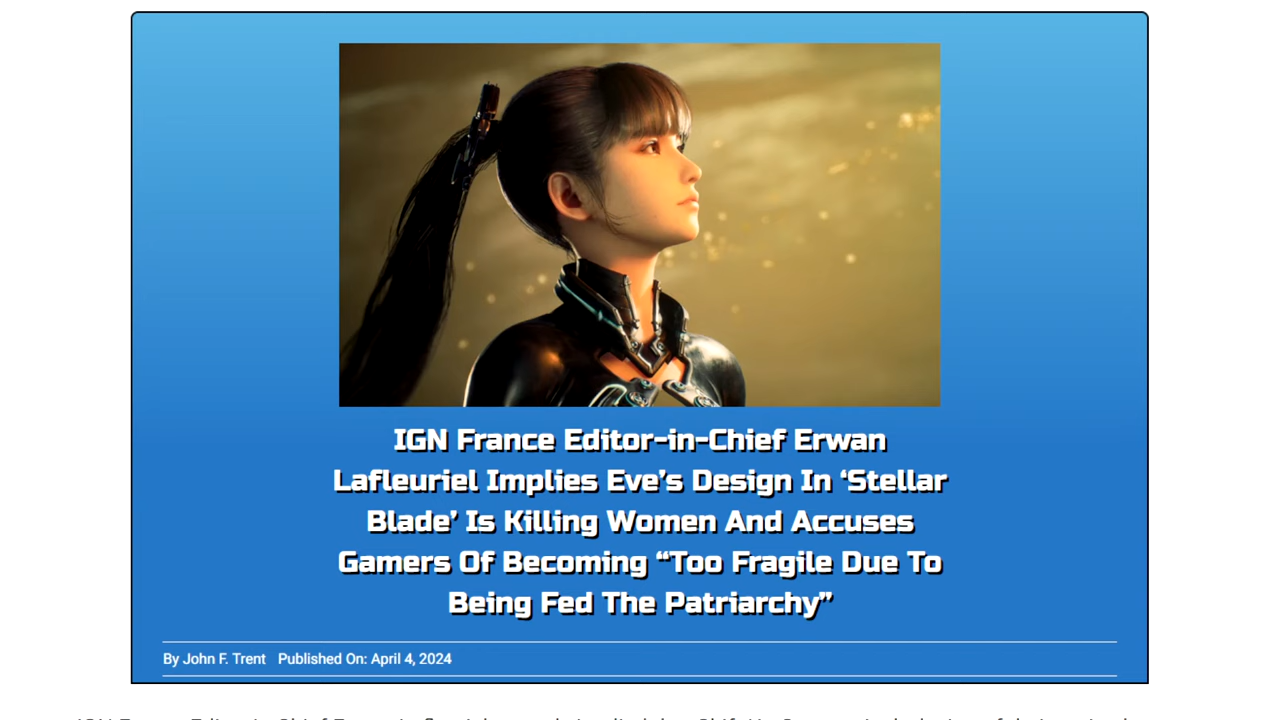 IGN France Editor-in-Chief Erwan
Lafleuriel Implies Eve’s Design In ‘Stellar
Blade’ Is Killing Women And Accuses
Gamers Of Becoming “Too Fragile Due To
Being Fed The Patriarchy”
By John F. Trent Published On: April 4, 2024